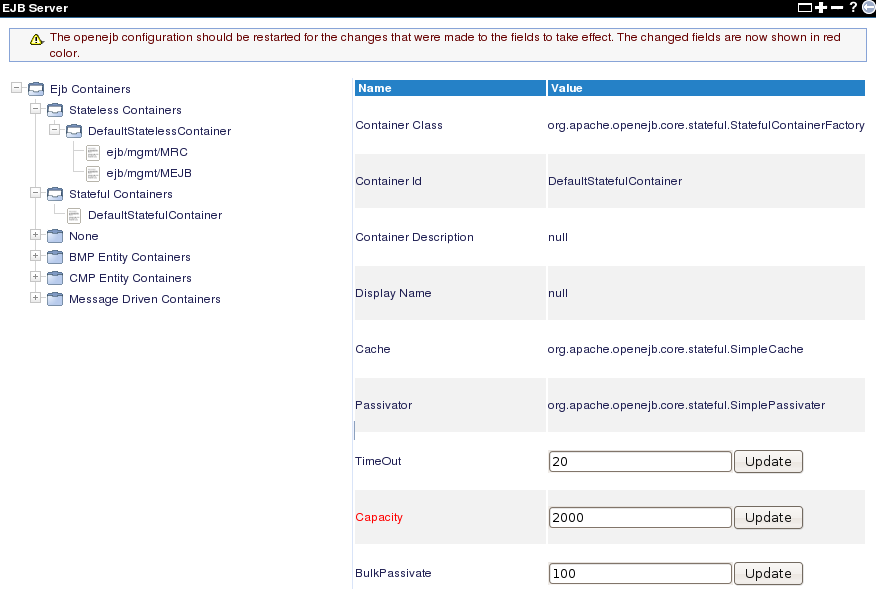 EJB Server
The openejb configuration should be restarted for the changes that were made to the fields to take effect. The changed fields are now shown in red
color.
Ejb Containers
Stateless Containers
DefaultStatelessContainer
ejb/mgmt/MRC
ejb/mgmt/MEJB
Stateful Containers
DefaultStatefulContainer
None
BMP Entity Containers
CMP Entity Containers
Message Driven Containers
Name Value
Container Class org.apache.openejb.core.stateful.StatefulContainerFactory
Container Id DefaultStatefulContainer
Container Description null
Display Name null
Cache org.apache.openejb.core.stateful.SimpleCache
Passivator org.apache.openejb.core.stateful.SimplePassivater
TimeOut 20 Update
Capacity 2000 Update
BulkPassivate 100 Update